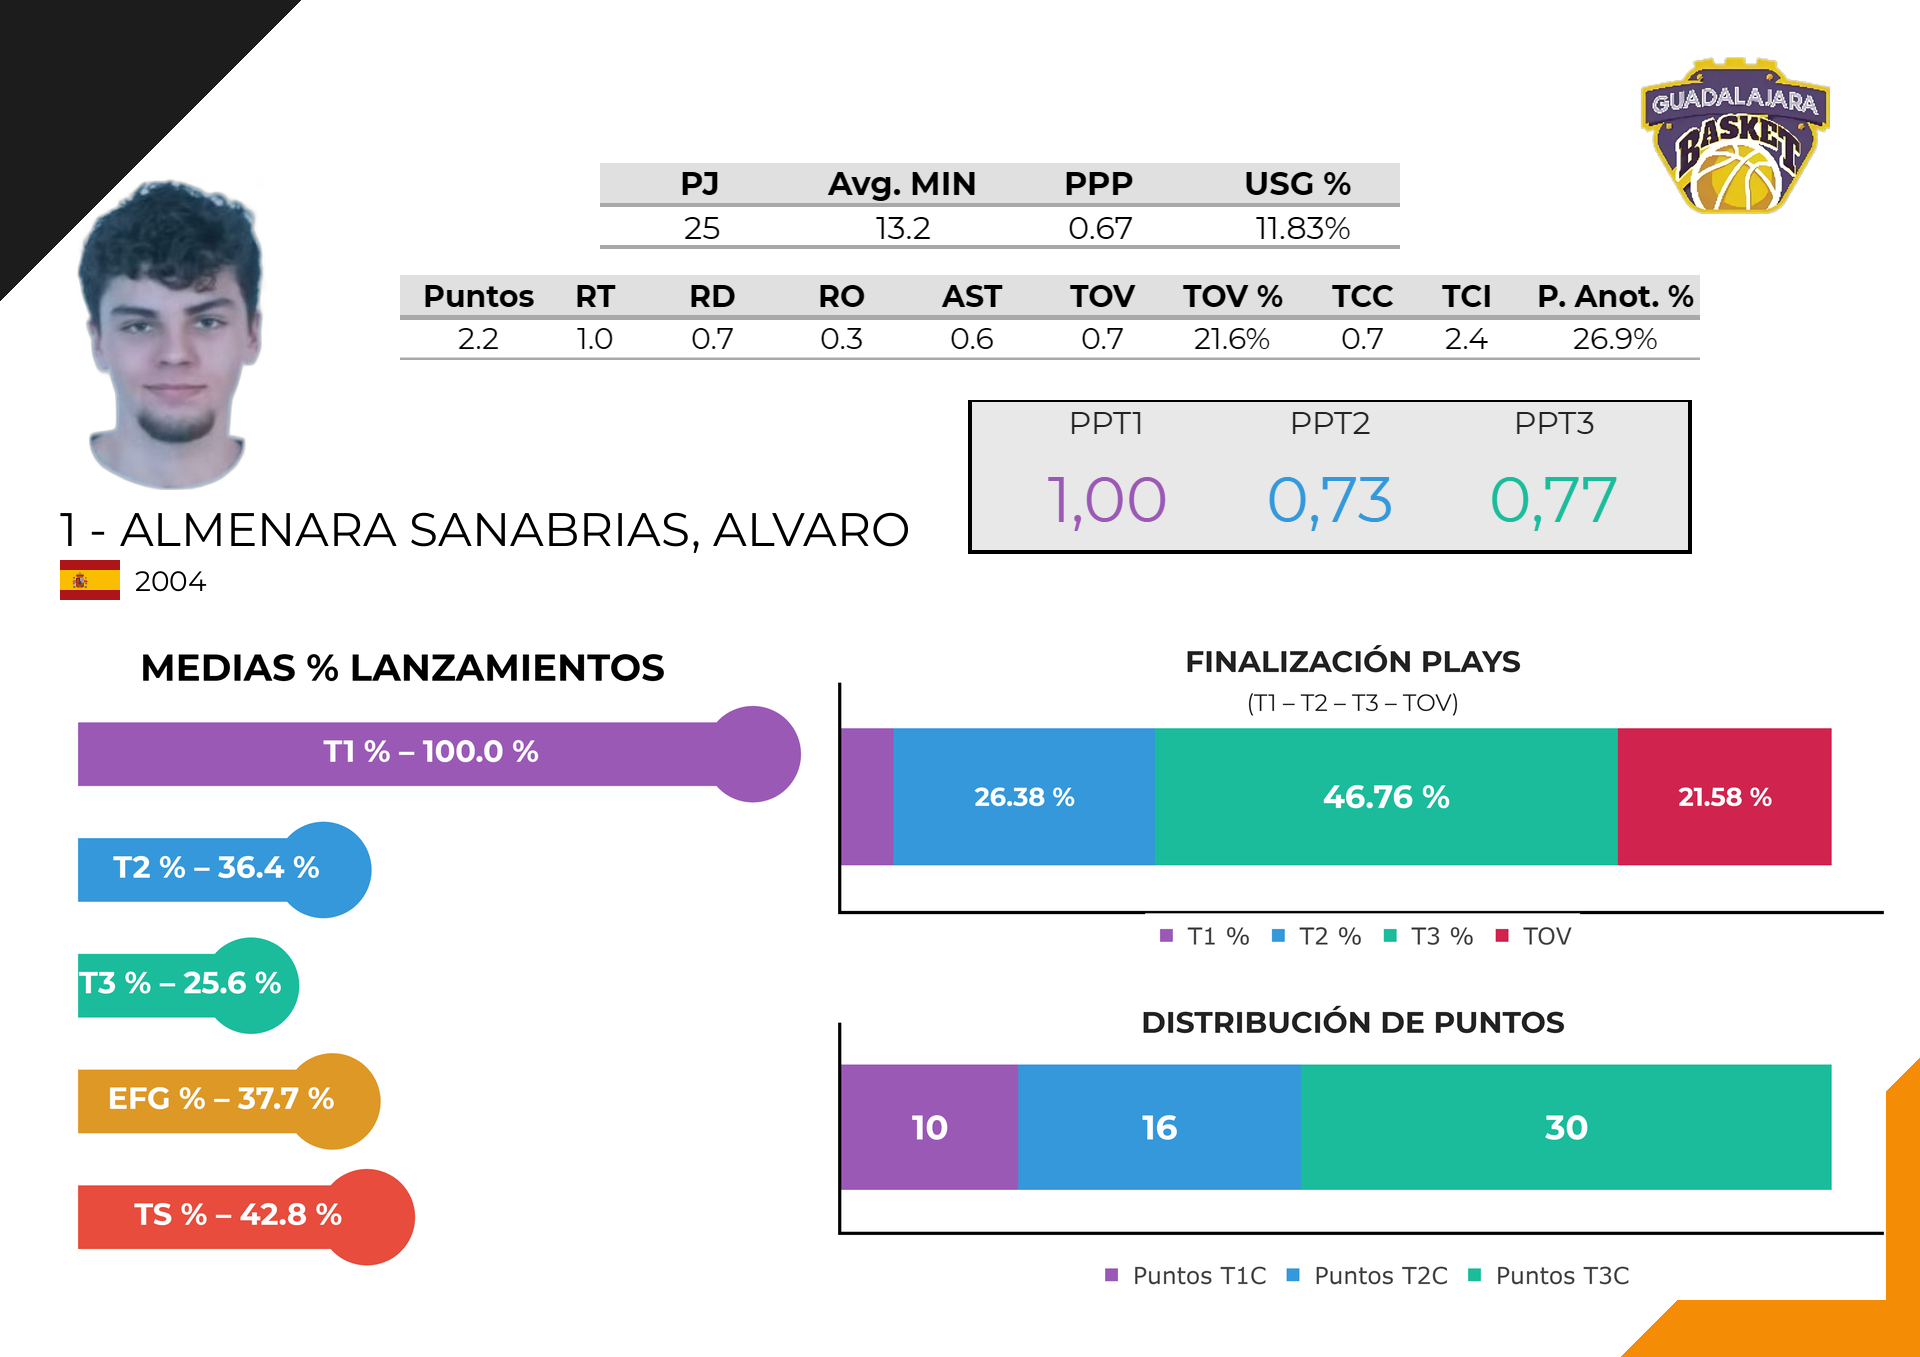 GUADALAJARA
BASKET
PJ Avg. MIN PPP USG %
25 13.2 0.67 11.83%
Puntos RT RD RO AST TOV TOV % TCC TCI P. Anot. %
2.2 1.0 0.7 0.3 0.6 0.7 21.6% 0.7 2.4 26.9%
PPT1 PPT2 PPT3
1,00 0,73 0,77
1 - ALMENARA SANABRIAS, ALVARO
2004
MEDIAS % LANZAMIENTOS
T1 % – 100.0 %
T2 % – 36.4 %
T3 % – 25.6 %
EFG % – 37.7 %
TS % – 42.8 %
FINALIZACIÓN PLAYS
(T1 – T2 – T3 – TOV)
26.38 % 46.76 % 21.58 %
T1 % T2 % T3 % TOV
DISTRIBUCIÓN DE PUNTOS
10 16 30
Puntos T1C Puntos T2C Puntos T3C